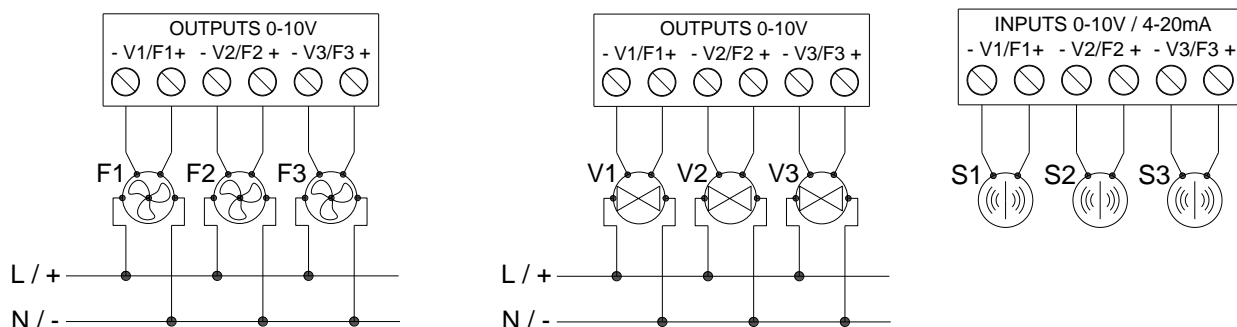 OUTPUTS 0-10V
- V1/F1+ - V2/F2 + - V3/F3 +
F1 F2 F3
L / +
N / -
OUTPUTS 0-10V
- V1/F1+ - V2/F2 + - V3/F3 +
V1 V2 V3
L / +
N / -
INPUTS 0-10V / 4-20mA
- V1/F1+ - V2/F2 + - V3/F3 +
S1 S2 S3